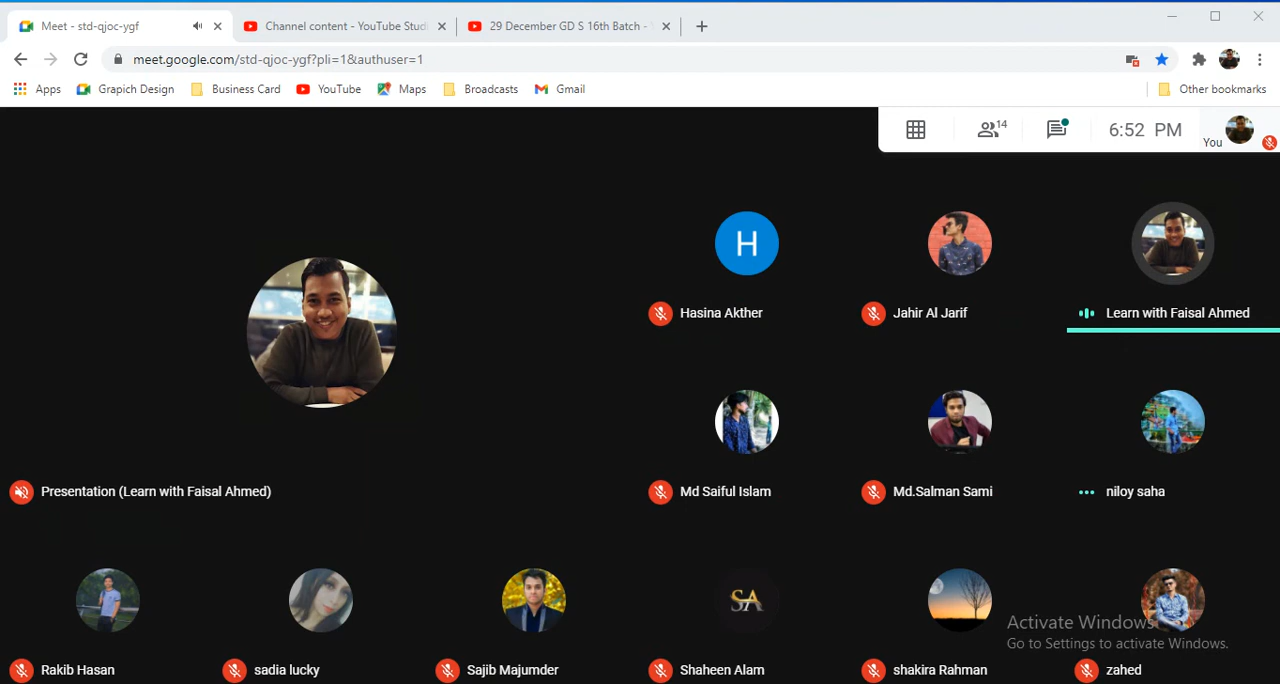 Meet - std-qjoc-ygf
Channel content - YouTube Stud
29 December GD S 16th Batch -
meet.google.com/std-qjoc-ygf?pli=1&authuser=1
Apps Grapich Design Business Card YouTube Maps Broadcasts Gmail Other bookmarks
14 6:52 PM You
H
Hasina Akther Jahir Al Jarif Learn with Faisal Ahmed
Presentation (Learn with Faisal Ahmed) Md Saiful Islam Md.Salman Sami niloy saha
SA
Activate Windows
Go to Settings to activate Windows.
Rakib Hasan sadia lucky Sajib Majumder Shaheen Alam shakira Rahman zahed